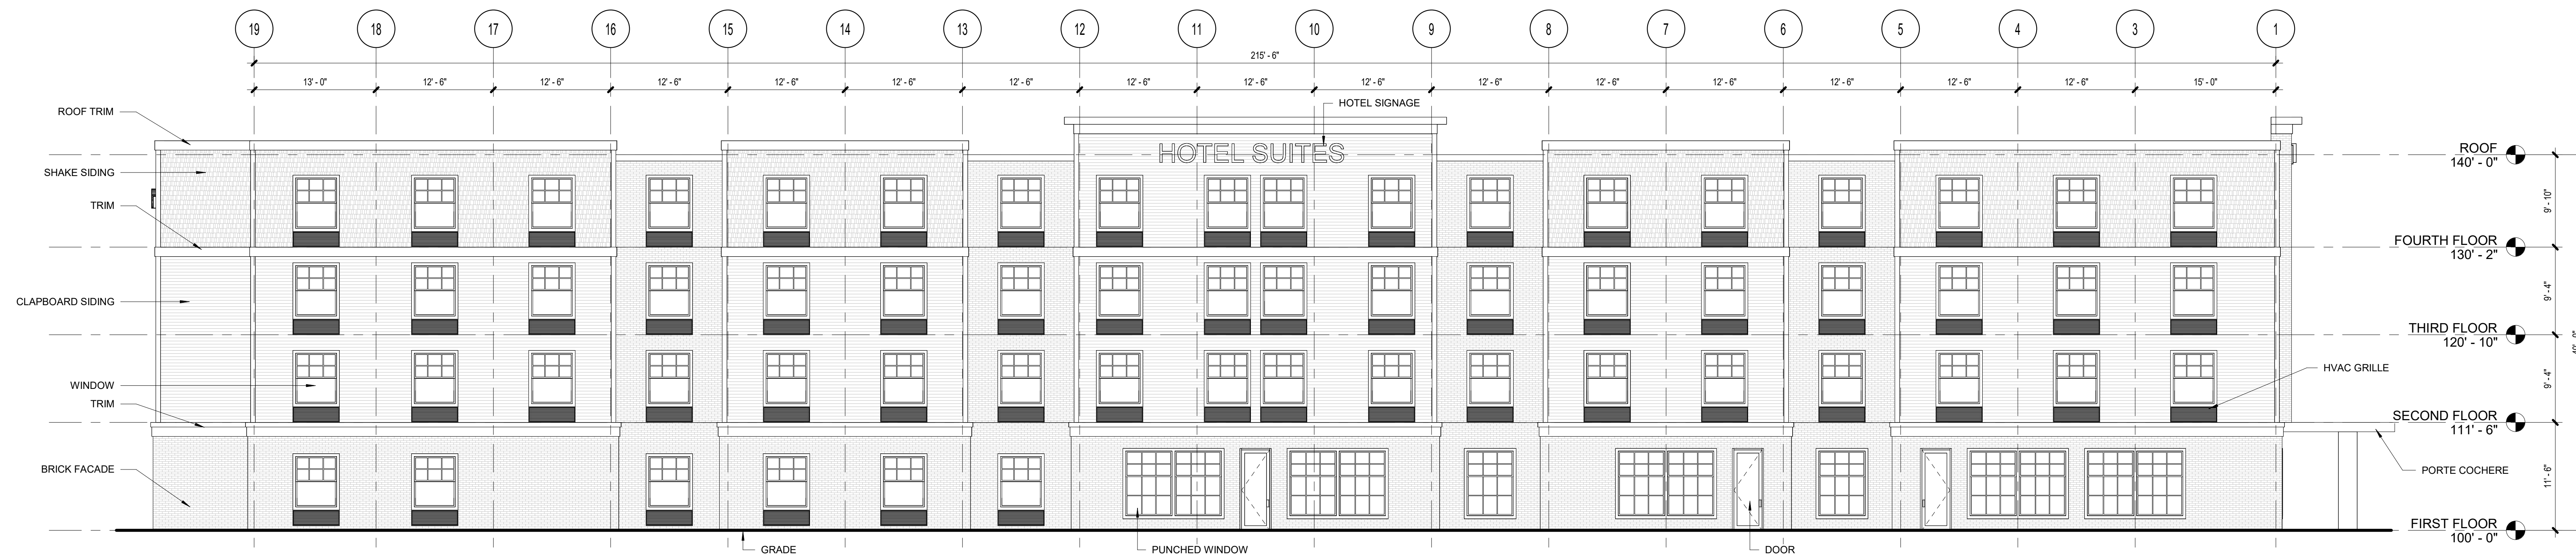 19 18 17 16 15 14 13 12 11 10 9 8 7 6 5 4 3 1
215' - 6"
13' - 0" 12' - 6" 12' - 6" 12' - 6" 12' - 6" 12' - 6" 12' - 6" 12' - 6" 12' - 6" 12' - 6" 12' - 6" 12' - 6" 12' - 6" 12' - 6" 12' - 6" 12' - 6" 15' - 0"
HOTEL SIGNAGE
ROOF TRIM
HOTEL SUITES
ROOF
140' - 0"
SHAKE SIDING
TRIM
9' - 10"
FOURTH FLOOR
130' - 2"
CLAPBOARD SIDING
9' - 4"
THIRD FLOOR
120' - 10"
40' - 0"
HVAC GRILLE
WINDOW
9' - 4"
TRIM
SECOND FLOOR
111' - 6"
BRICK FACADE
PORTE COCHERE
11' - 6"
FIRST FLOOR
100' - 0"
GRADE
PUNCHED WINDOW
DOOR